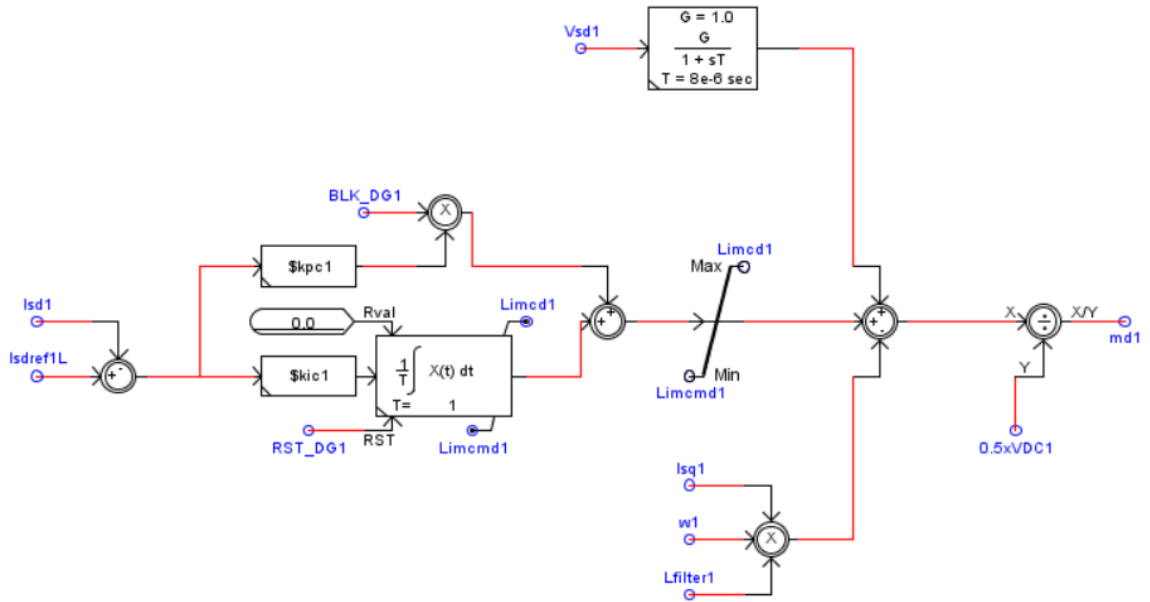 G = 1.0
Vsd1
G
1 + sT
T = 8e-6 sec
BLK_DG1
X
Limcd1
$kpc1
Max
Isd1
Rval
Limcd1
0.0
+
+
+
+
-
X
÷
X/Y
md1
-
+
Isdref1L
$kic1
1
T
∫
X(t) dt
T= 1
Min
Limcmd1
Y
RST_DG1
RST
Limcmd1
0.5xVDC1
Isq1
w1
X
Lfilter1